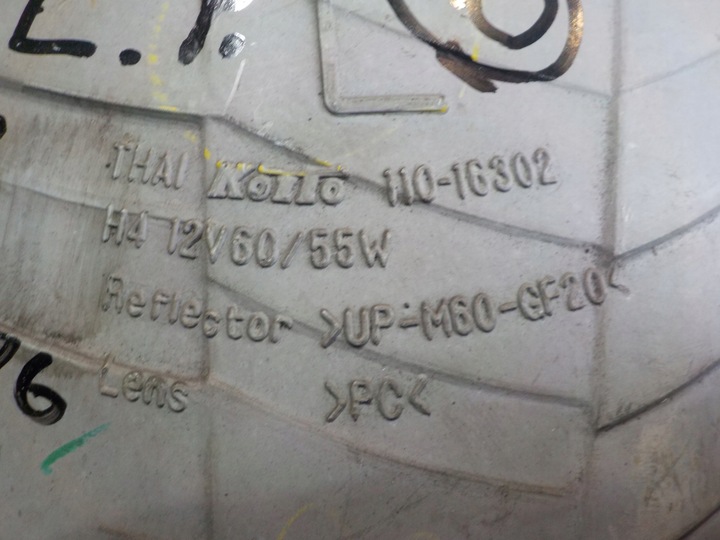 THAI KOITO 110-16302
H4 12V60/55W
Reflector >UP-M60-GF20<
Lens >PC<